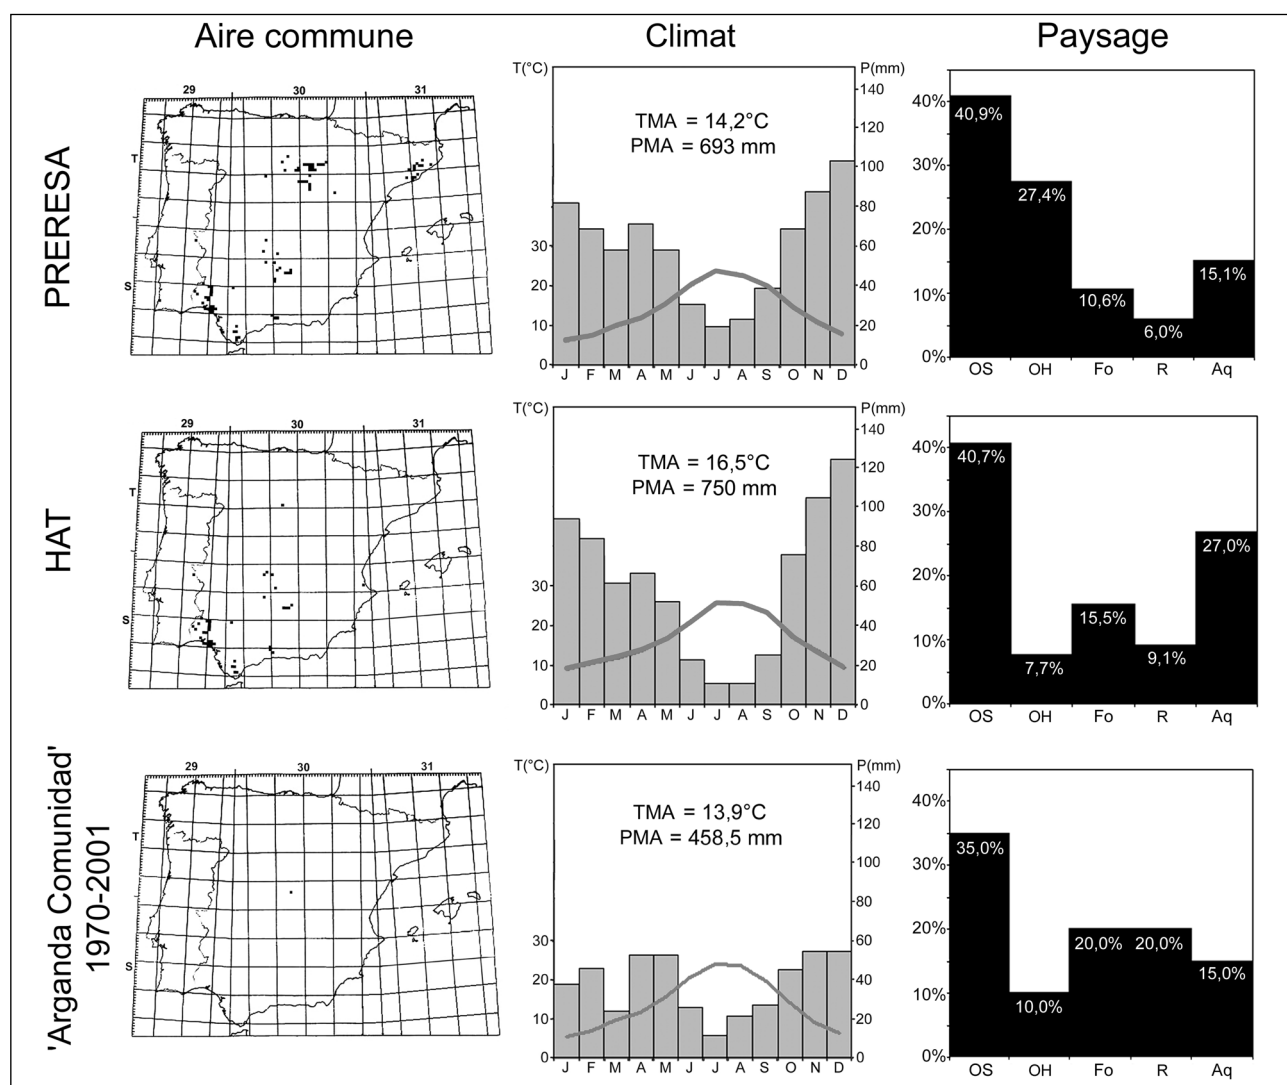 Aire commune
Climat
Paysage
PRERESA
29 30 31
T
S
T(°C) P(mm)
TMA = 14,2°C
PMA = 693 mm
140
120
100
80
30 60
20 40
10 20
0 0
J F M A M J J A S O N D
40%
30%
20%
10%
0%
40,9%
27,4%
10,6%
6,0%
15,1%
OS OH Fo R Aq
HAT
29 30 31
T
S
T(°C) P(mm)
TMA = 16,5°C
PMA = 750 mm
140
120
100
80
30 60
20 40
10 20
0 0
J F M A M J J A S O N D
40%
30%
20%
10%
0%
40,7%
7,7%
15,5%
9,1%
27,0%
OS OH Fo R Aq
'Arganda Comunidad'
1970-2001
29 30 31
T
S
T(°C) P(mm)
TMA = 13,9°C
PMA = 458,5 mm
140
120
100
80
30 60
20 40
10 20
0 0
J F M A M J J A S O N D
40%
30%
20%
10%
0%
35,0%
10,0%
20,0%
20,0%
15,0%
OS OH Fo R Aq